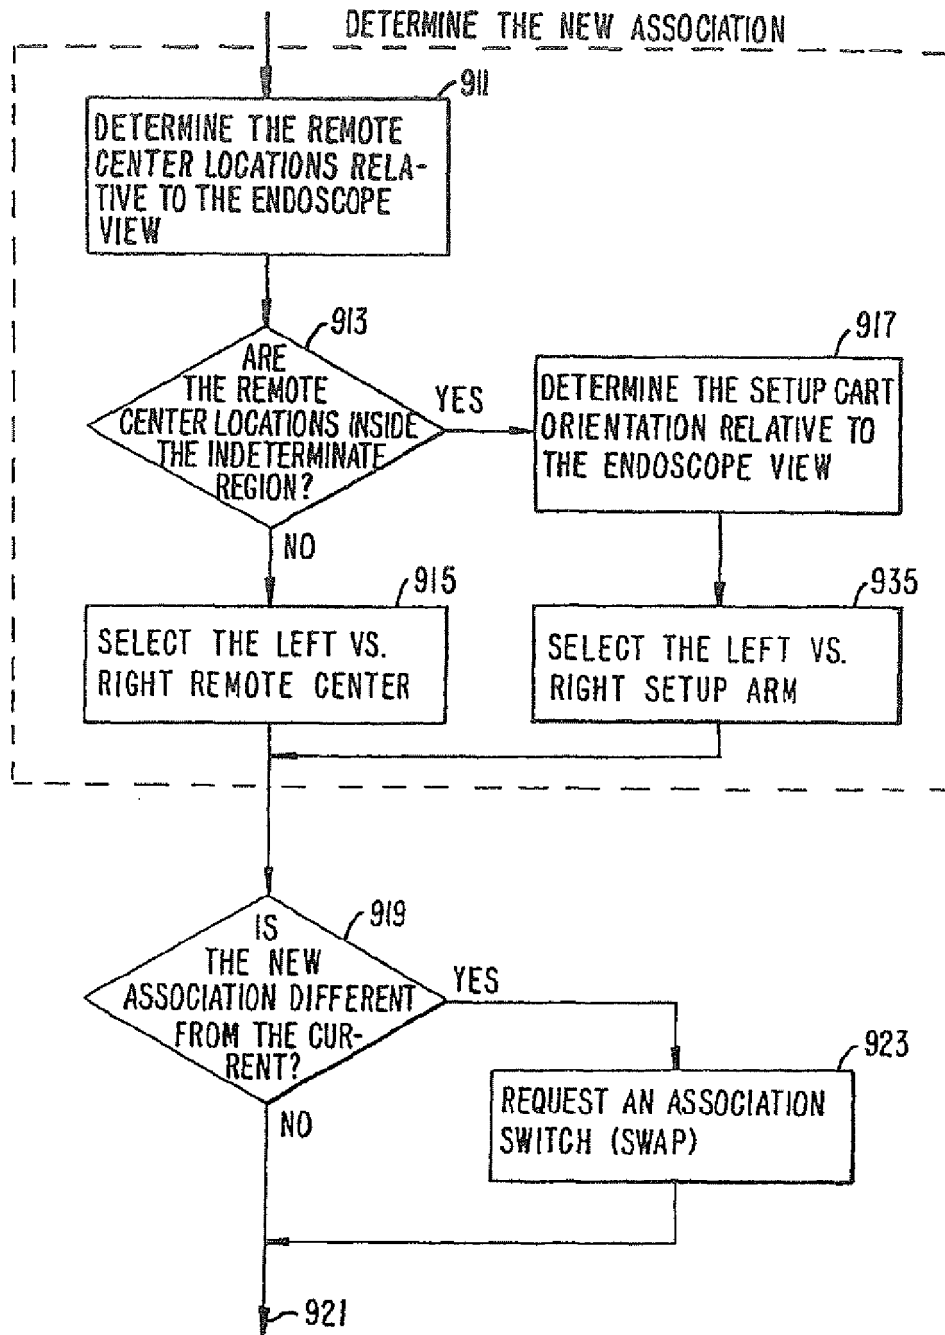 DETERMINE THE NEW ASSOCIATION
911
DETERMINE THE REMOTE
CENTER LOCATIONS RELA-
TIVE TO THE ENDOSCOPE
VIEW
913
ARE
THE REMOTE
CENTER LOCATIONS INSIDE
THE INDETERMINATE
REGION?
YES
NO
917
DETERMINE THE SETUP CART
ORIENTATION RELATIVE TO
THE ENDOSCOPE VIEW
915
SELECT THE LEFT VS.
RIGHT REMOTE CENTER
935
SELECT THE LEFT VS.
RIGHT SETUP ARM
919
IS
THE NEW
ASSOCIATION DIFFERENT
FROM THE CUR-
RENT?
YES
NO
923
REQUEST AN ASSOCIATION
SWITCH (SWAP)
921